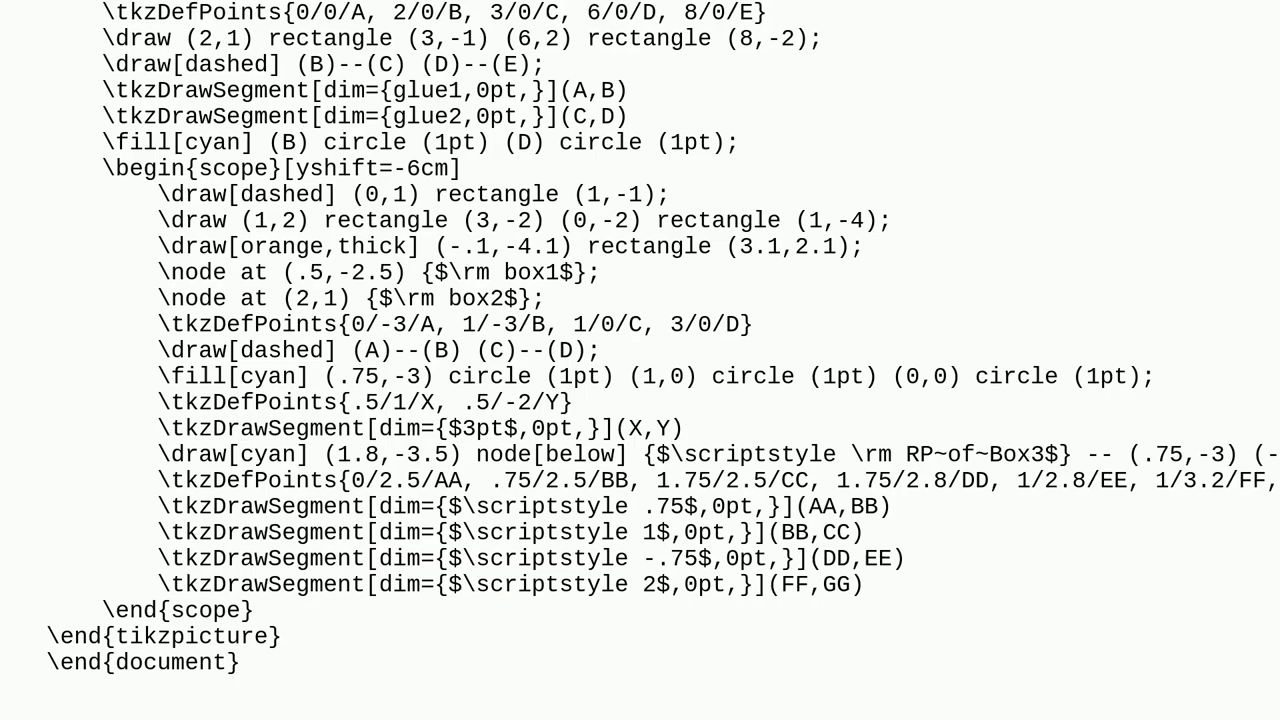 \tkzDefPoints{0/0/A, 2/0/B, 3/0/C, 6/0/D, 8/0/E}
\draw (2,1) rectangle (3,-1) (6,2) rectangle (8,-2);
\draw[dashed] (B)--(C) (D)--(E);
\tkzDrawSegment[dim={glue1,0pt,}](A,B)
\tkzDrawSegment[dim={glue2,0pt,}](C,D)
\fill[cyan] (B) circle (1pt) (D) circle (1pt);
\begin{scope}[yshift=-6cm]
\draw[dashed] (0,1) rectangle (1,-1);
\draw (1,2) rectangle (3,-2) (0,-2) rectangle (1,-4);
\draw[orange,thick] (-.1,-4.1) rectangle (3.1,2.1);
\node at (.5,-2.5) {$\rm box1$};
\node at (2,1) {$\rm box2$};
\tkzDefPoints{0/-3/A, 1/-3/B, 1/0/C, 3/0/D}
\draw[dashed] (A)--(B) (C)--(D);
\fill[cyan] (.75,-3) circle (1pt) (1,0) circle (1pt) (0,0) circle (1pt);
\tkzDefPoints{.5/1/X, .5/-2/Y}
\tkzDrawSegment[dim={$3pt$,0pt,}](X,Y)
\draw[cyan] (1.8,-3.5) node[below] {$\scriptstyle \rm RP~of~Box3$} -- (.75,-3) (-
\tkzDefPoints{0/2.5/AA, .75/2.5/BB, 1.75/2.5/CC, 1.75/2.8/DD, 1/2.8/EE, 1/3.2/FF,
\tkzDrawSegment[dim={$\scriptstyle .75$,0pt,}](AA,BB)
\tkzDrawSegment[dim={$\scriptstyle 1$,0pt,}](BB,CC)
\tkzDrawSegment[dim={$\scriptstyle -.75$,0pt,}](DD,EE)
\tkzDrawSegment[dim={$\scriptstyle 2$,0pt,}](FF,GG)
\end{scope}
\end{tikzpicture}
\end{document}